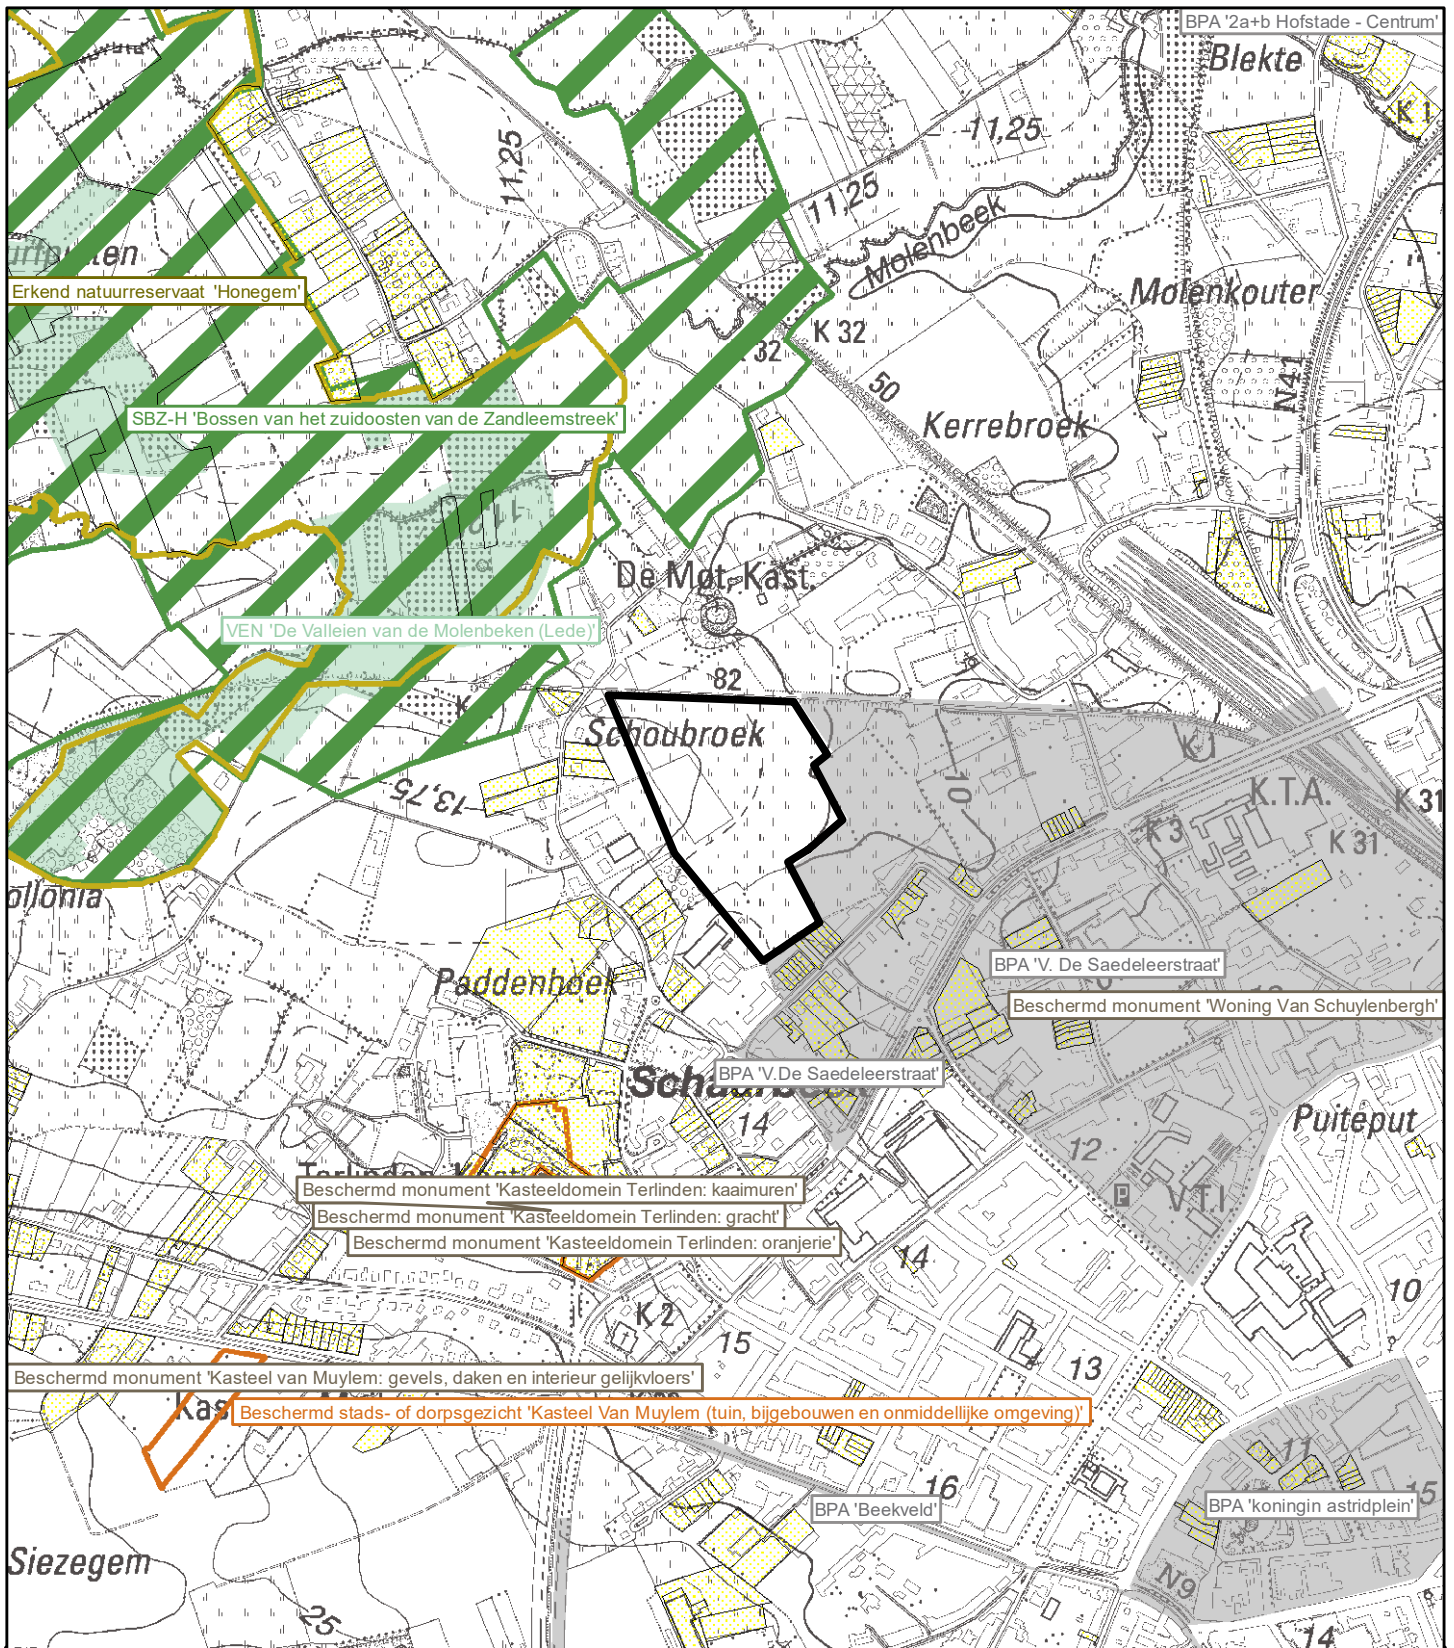 BPA '2a+b Hofstade - Centrum'
Blekte
K 1
11,25
11,25
11,25
Molenbeek
Erkend natuurreservaat 'Honegem'
Molenkouter
K 32
32
50
N41
SBZ-H 'Bossen van het zuidoosten van de Zandleemstreek'
Kerrebroek
De Mot, Kast.
VEN 'De Valleien van de Molenbeken (Lede)'
82
K
Schoubroek
K 1
13,75
10
K.T.A.
K 31
K 3
K 31
ollonia
BPA 'V. De Saedeleerstraat'
Paddenhoek
Beschermd monument 'Woning Van Schuylenbergh'
BPA 'V.De Saedeleerstraat'
14
12
Puiteput
P
V.T.I.
Beschermd monument 'Kasteeldomein Terlinden: kaaimuren'
Beschermd monument 'Kasteeldomein Terlinden: gracht'
Beschermd monument 'Kasteeldomein Terlinden: oranjerie'
14
10
K 2
15
13
Beschermd monument 'Kasteel van Muylem: gevels, daken en interieur gelijkvloers'
Kas
Beschermd stads- of dorpsgezicht 'Kasteel Van Muylem (tuin, bijgebouwen en onmiddellijke omgeving)'
11
16
BPA 'Beekveld'
BPA 'koningin astridplein'
15
Siezegem
N9
25
14